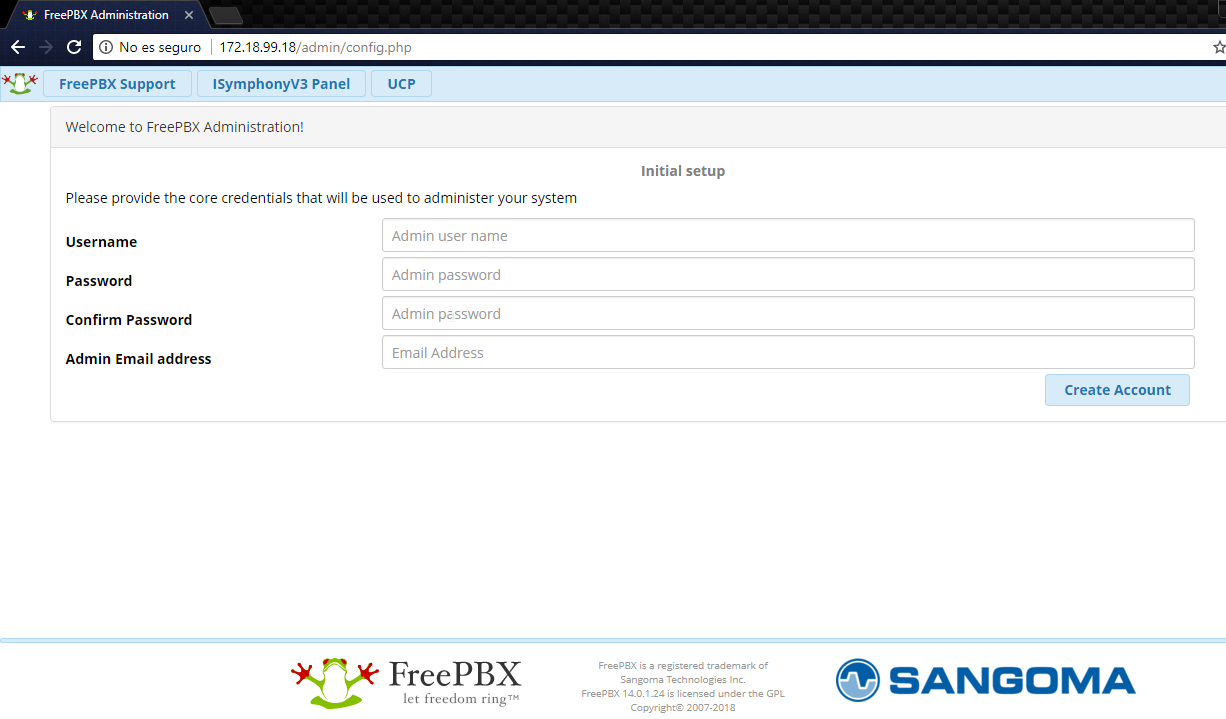 FreePBX Administration
No es seguro 172.18.99.18/admin/config.php
FreePBX Support ISymphonyV3 Panel UCP
Welcome to FreePBX Administration!
Initial setup
Please provide the core credentials that will be used to administer your system
Username Admin user name
Password Admin password
Confirm Password Admin password
Admin Email address Email Address
Create Account
FreePBX
let freedom ring™
FreePBX is a registered trademark of
Sangoma Technologies Inc.
FreePBX 14.0.1.24 is licensed under the GPL
Copyright© 2007-2018
SANGOMA